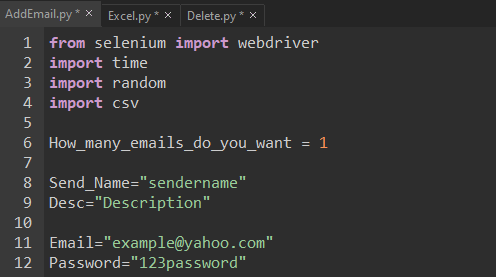 AddEmail.py * × Excel.py * × Delete.py * ×
1 from selenium import webdriver
2 import time
3 import random
4 import csv
5
6 How_many_emails_do_you_want = 1
7
8 Send_Name="sendername"
9 Desc="Description"
10
11 Email="example@yahoo.com"
12 Password="123password"